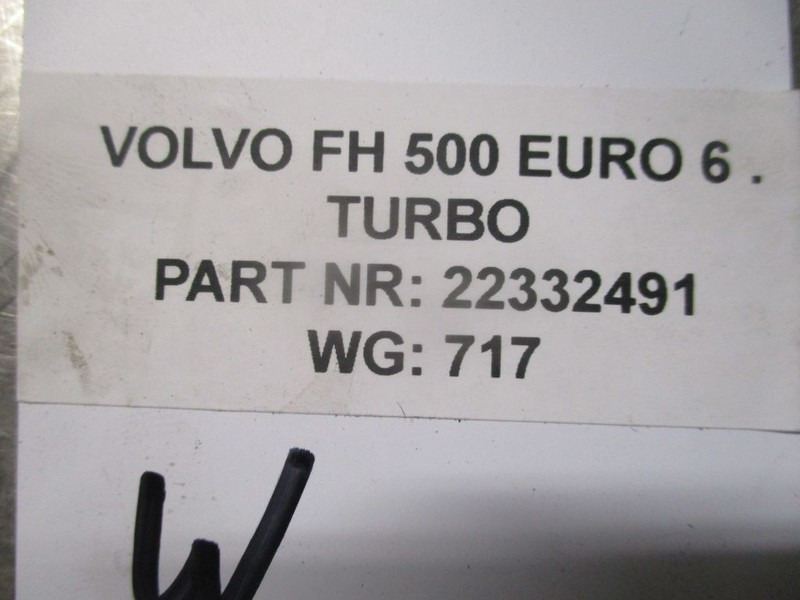 VOLVO FH 500 EURO 6 .
TURBO
PART NR: 22332491
WG: 717
W